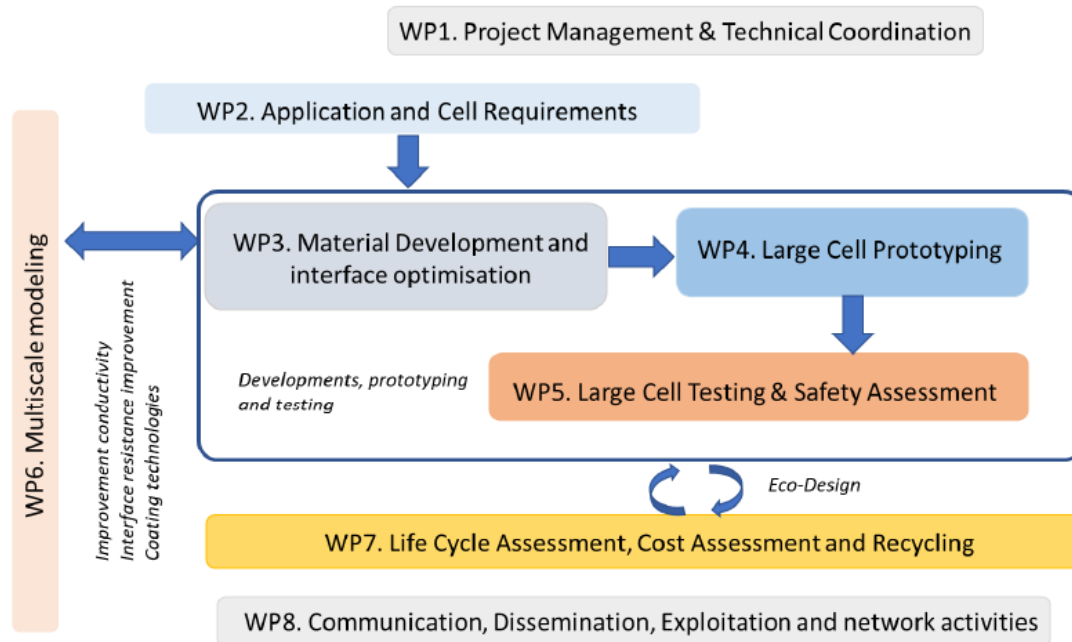 WP1. Project Management & Technical Coordination
WP2. Application and Cell Requirements
WP6. Multiscale modeling
Improvement conductivity
Interface resistance improvement
Coating technologies
WP3. Material Development and
interface optimisation
WP4. Large Cell Prototyping
Developments, prototyping
and testing
WP5. Large Cell Testing & Safety Assessment
Eco-Design
WP7. Life Cycle Assessment, Cost Assessment and Recycling
WP8. Communication, Dissemination, Exploitation and network activities